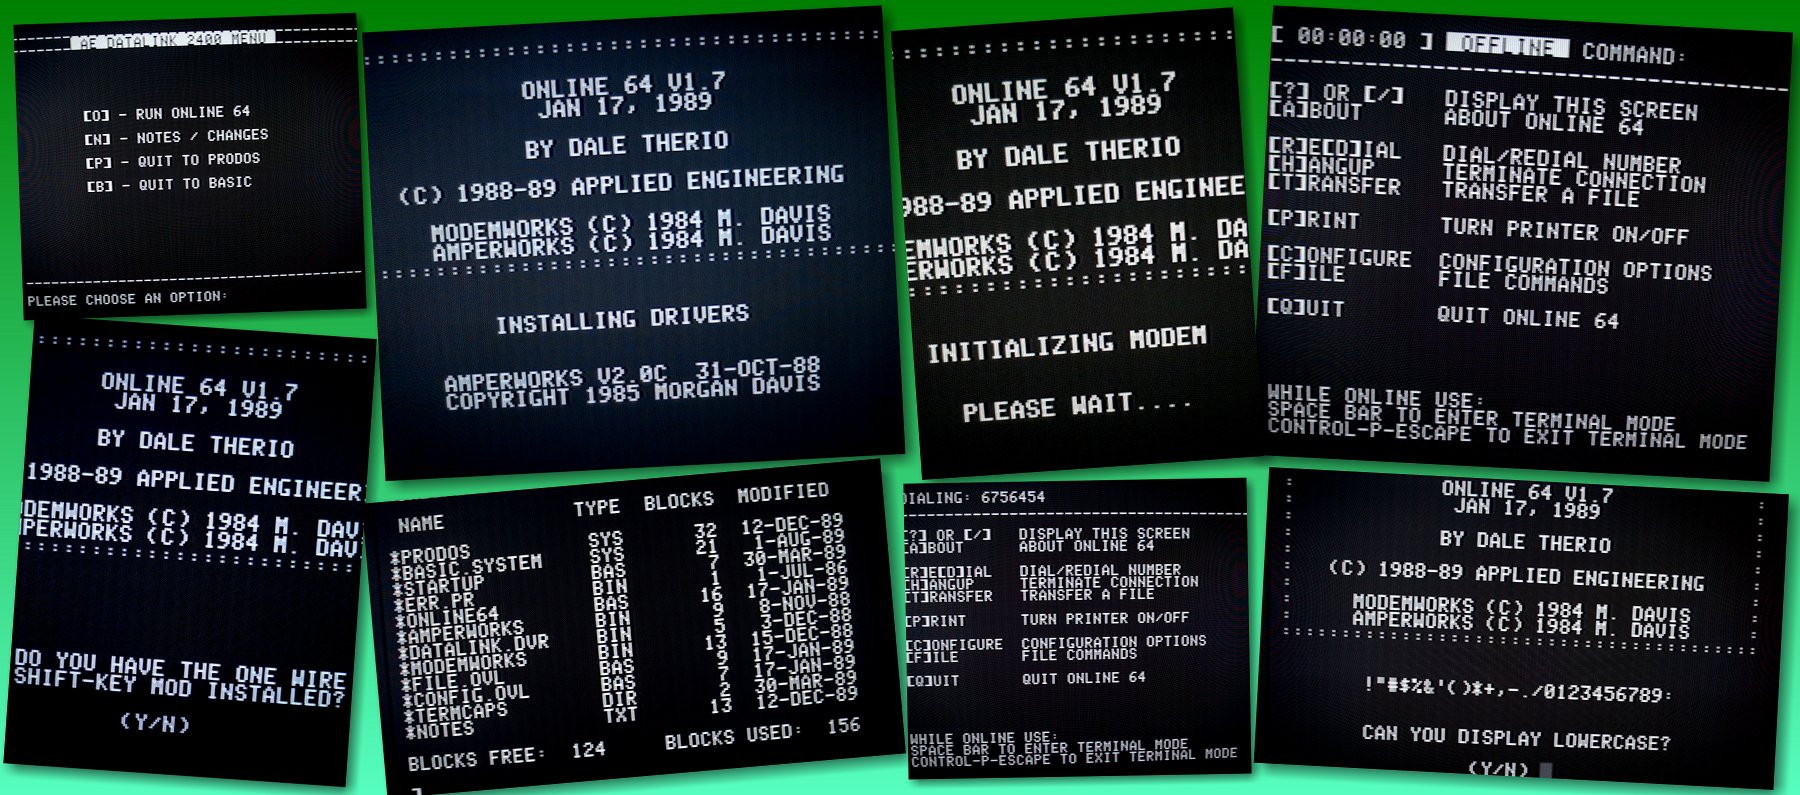 AE DATALINK 2400 MENU
[O] - RUN ONLINE 64
[N] - NOTES / CHANGES
[P] - QUIT TO PRODOS
[B] - QUIT TO BASIC
PLEASE CHOOSE AN OPTION:
ONLINE 64 V1.7
JAN 17, 1989
BY DALE THERIO
(C) 1988-89 APPLIED ENGINEERING
MODEMWORKS (C) 1984 M. DAVIS
AMPERWORKS (C) 1984 M. DAVIS
INSTALLING DRIVERS
AMPERWORKS V2.0C  31-OCT-88
COPYRIGHT 1985 MORGAN DAVIS
ONLINE 64 V1.7
JAN 17, 1989
BY DALE THERIO
988-89 APPLIED ENGINEE
EMWORKS (C) 1984 M. DA
ERWORKS (C) 1984 M. DA
INITIALIZING MODEM
PLEASE WAIT....
[ 00:00:00 ] OFFLINE COMMAND:
[?] OR [/] DISPLAY THIS SCREEN
[A]BOUT ABOUT ONLINE 64
[R]E[D]IAL DIAL/REDIAL NUMBER
[H]ANGUP TERMINATE CONNECTION
[T]RANSFER TRANSFER A FILE
[P]RINT TURN PRINTER ON/OFF
[C]ONFIGURE CONFIGURATION OPTIONS
[F]ILE FILE COMMANDS
[Q]UIT QUIT ONLINE 64
WHILE ONLINE USE:
SPACE BAR TO ENTER TERMINAL MODE
CONTROL-P-ESCAPE TO EXIT TERMINAL MODE
ONLINE 64 V1.7
JAN 17, 1989
BY DALE THERIO
1988-89 APPLIED ENGINEER
DEMWORKS (C) 1984 M. DAV
MPERWORKS (C) 1984 M. DAV
DO YOU HAVE THE ONE WIRE
SHIFT-KEY MOD INSTALLED?
(Y/N)
NAME TYPE BLOCKS MODIFIED
*PRODOS SYS 32 12-DEC-89
*BASIC.SYSTEM SYS 21 1-AUG-89
*STARTUP BAS 7 30-MAR-89
*ERR.PR BIN 1 1-JUL-86
*ONLINE64 BAS 16 17-JAN-89
*AMPERWORKS BIN 9 8-NOV-88
*DATALINK.DVR BIN 5 3-DEC-88
*MODEMWORKS BIN 13 15-DEC-88
*FILE.OVL BAS 9 17-JAN-89
*CONFIG.OVL BAS 7 17-JAN-89
*TERMCAPS DIR 2 30-MAR-89
*NOTES TXT 13 12-DEC-89
BLOCKS FREE: 124 BLOCKS USED: 156
]
DIALING: 6756454
[?] OR [/] DISPLAY THIS SCREEN
[A]BOUT ABOUT ONLINE 64
[R]E[D]IAL DIAL/REDIAL NUMBER
[H]ANGUP TERMINATE CONNECTION
[T]RANSFER TRANSFER A FILE
[P]RINT TURN PRINTER ON/OFF
[C]ONFIGURE CONFIGURATION OPTIONS
[F]ILE FILE COMMANDS
[Q]UIT QUIT ONLINE 64
WHILE ONLINE USE:
SPACE BAR TO ENTER TERMINAL MODE
CONTROL-P-ESCAPE TO EXIT TERMINAL MODE
ONLINE 64 V1.7
JAN 17, 1989
BY DALE THERIO
(C) 1988-89 APPLIED ENGINEERING
MODEMWORKS (C) 1984 M. DAVIS
AMPERWORKS (C) 1984 M. DAVIS
!"#$%&'()*+,-./0123456789:
CAN YOU DISPLAY LOWERCASE?
(Y/N)